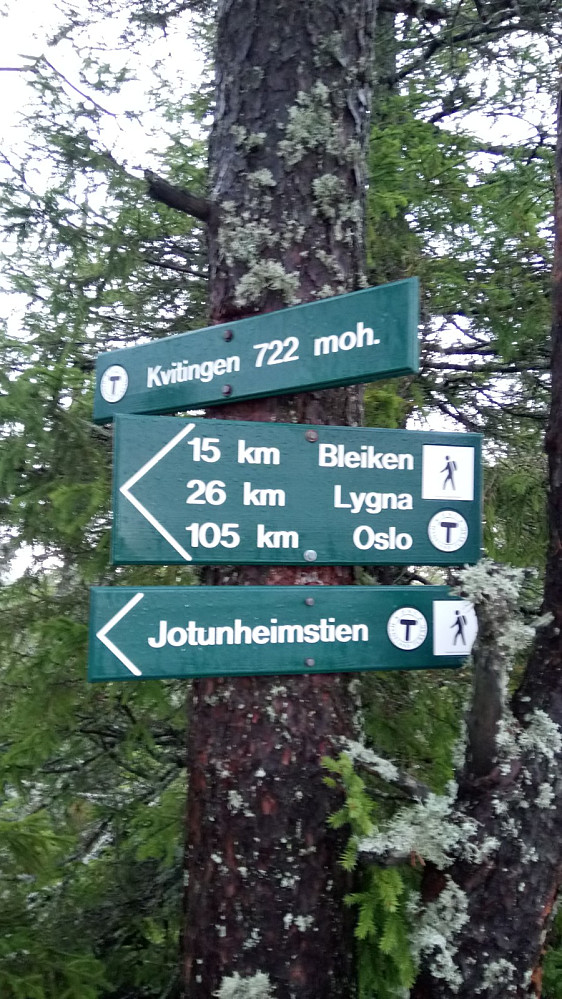 T Kvitingen 722 moh.
15 km Bleiken
26 km Lygna
105 km Oslo T
Jotunheimstien T